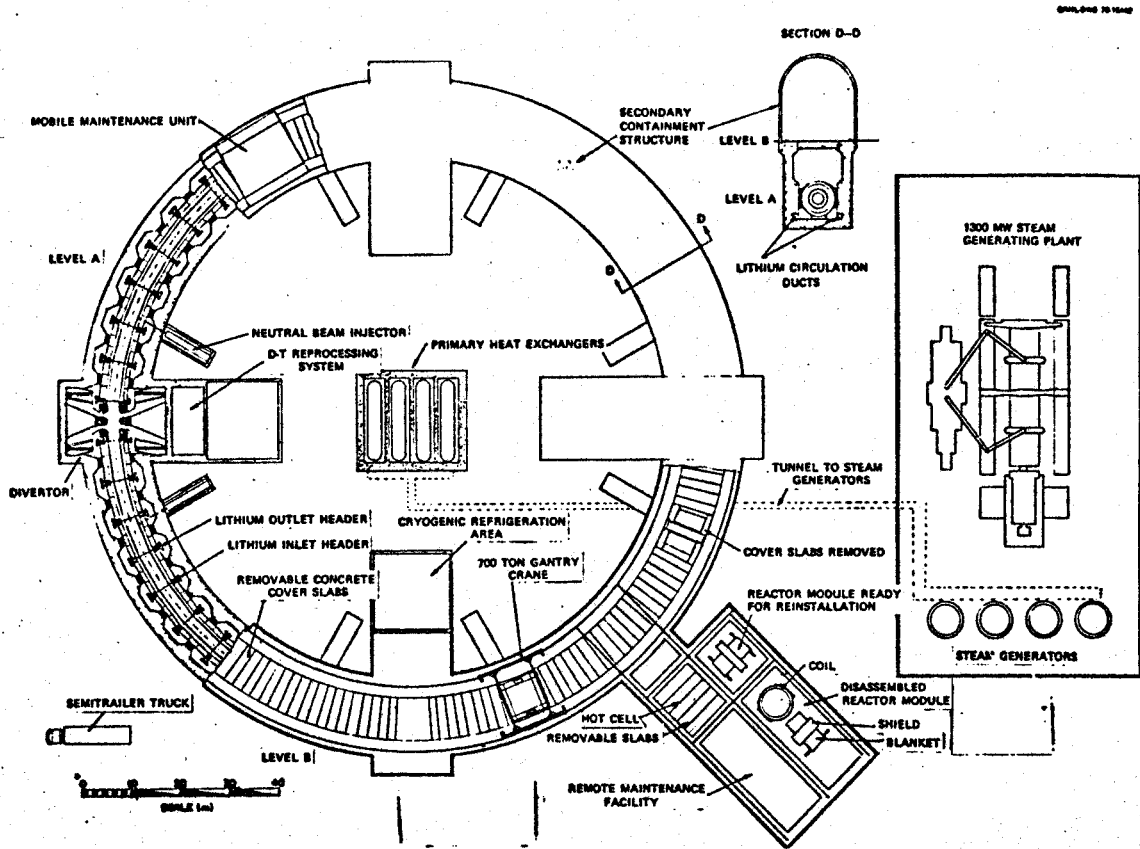 SECTION D–D
MOBILE MAINTENANCE UNIT
SECONDARY
CONTAINMENT
STRUCTURE
LEVEL B
LEVEL A
LITHIUM CIRCULATION
DUCTS
D
D
1300 MW STEAM
GENERATING PLANT
LEVEL A
NEUTRAL BEAM INJECTOR
D-T REPROCESSING
SYSTEM
PRIMARY HEAT EXCHANGERS
DIVERTOR
TUNNEL TO STEAM
GENERATORS
LITHIUM OUTLET HEADER
LITHIUM INLET HEADER
REMOVABLE CONCRETE
COVER SLABS
CRYOGENIC REFRIGERATION
AREA
700 TON GANTRY
CRANE
COVER SLABS REMOVED
REACTOR MODULE READY
FOR REINSTALLATION
STEAM GENERATORS
COIL
DISASSEMBLED
REACTOR MODULE
SHIELD
BLANKET
HOT CELL
REMOVABLE SLABS
SEMITRAILER TRUCK
LEVEL B
REMOTE MAINTENANCE
FACILITY
0 10 20 30 40
SCALE (m)